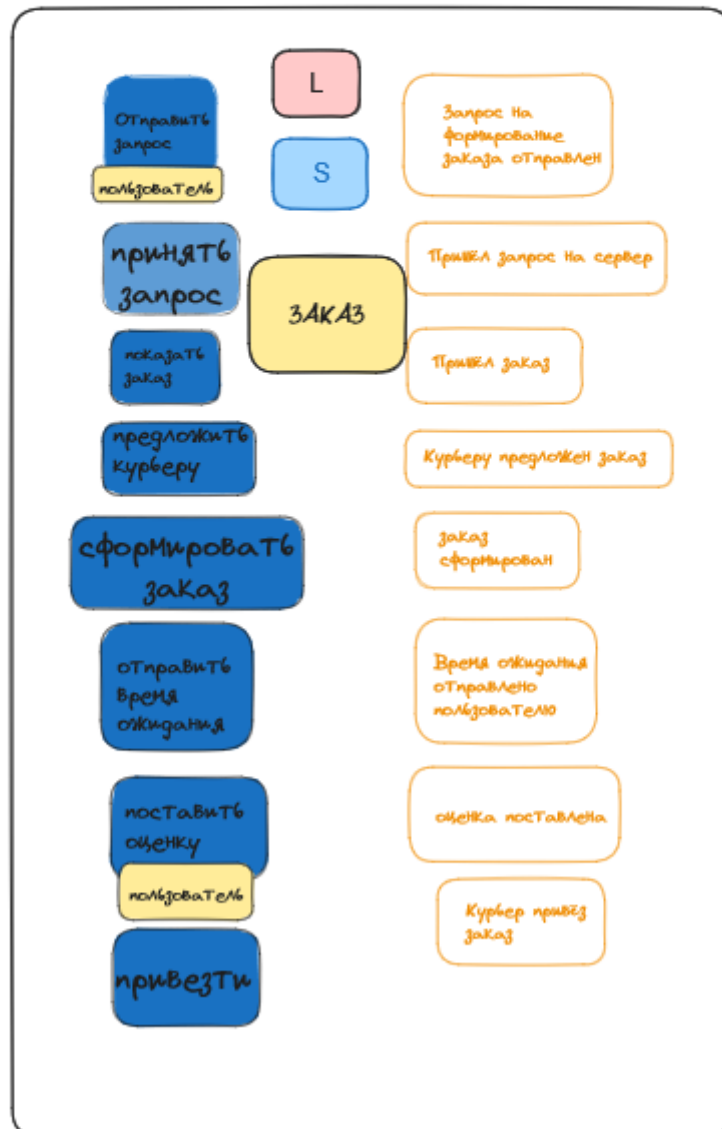 Отправить
запрос
пользователь
принять
запрос
показать
заказ
предложить
курьеру
сформировать
заказ
отправить
время
ожидания
поставить
оценку
пользователь
привезти
L
S
ЗАКАЗ
Запрос на
формирование
заказа отправлен
Пришёл запрос на сервер
Пришёл заказ
Курьеру предложен заказ
заказ
сформирован
Время ожидания
отправлено
пользователю
оценка поставлена
Курьер привёз
заказ